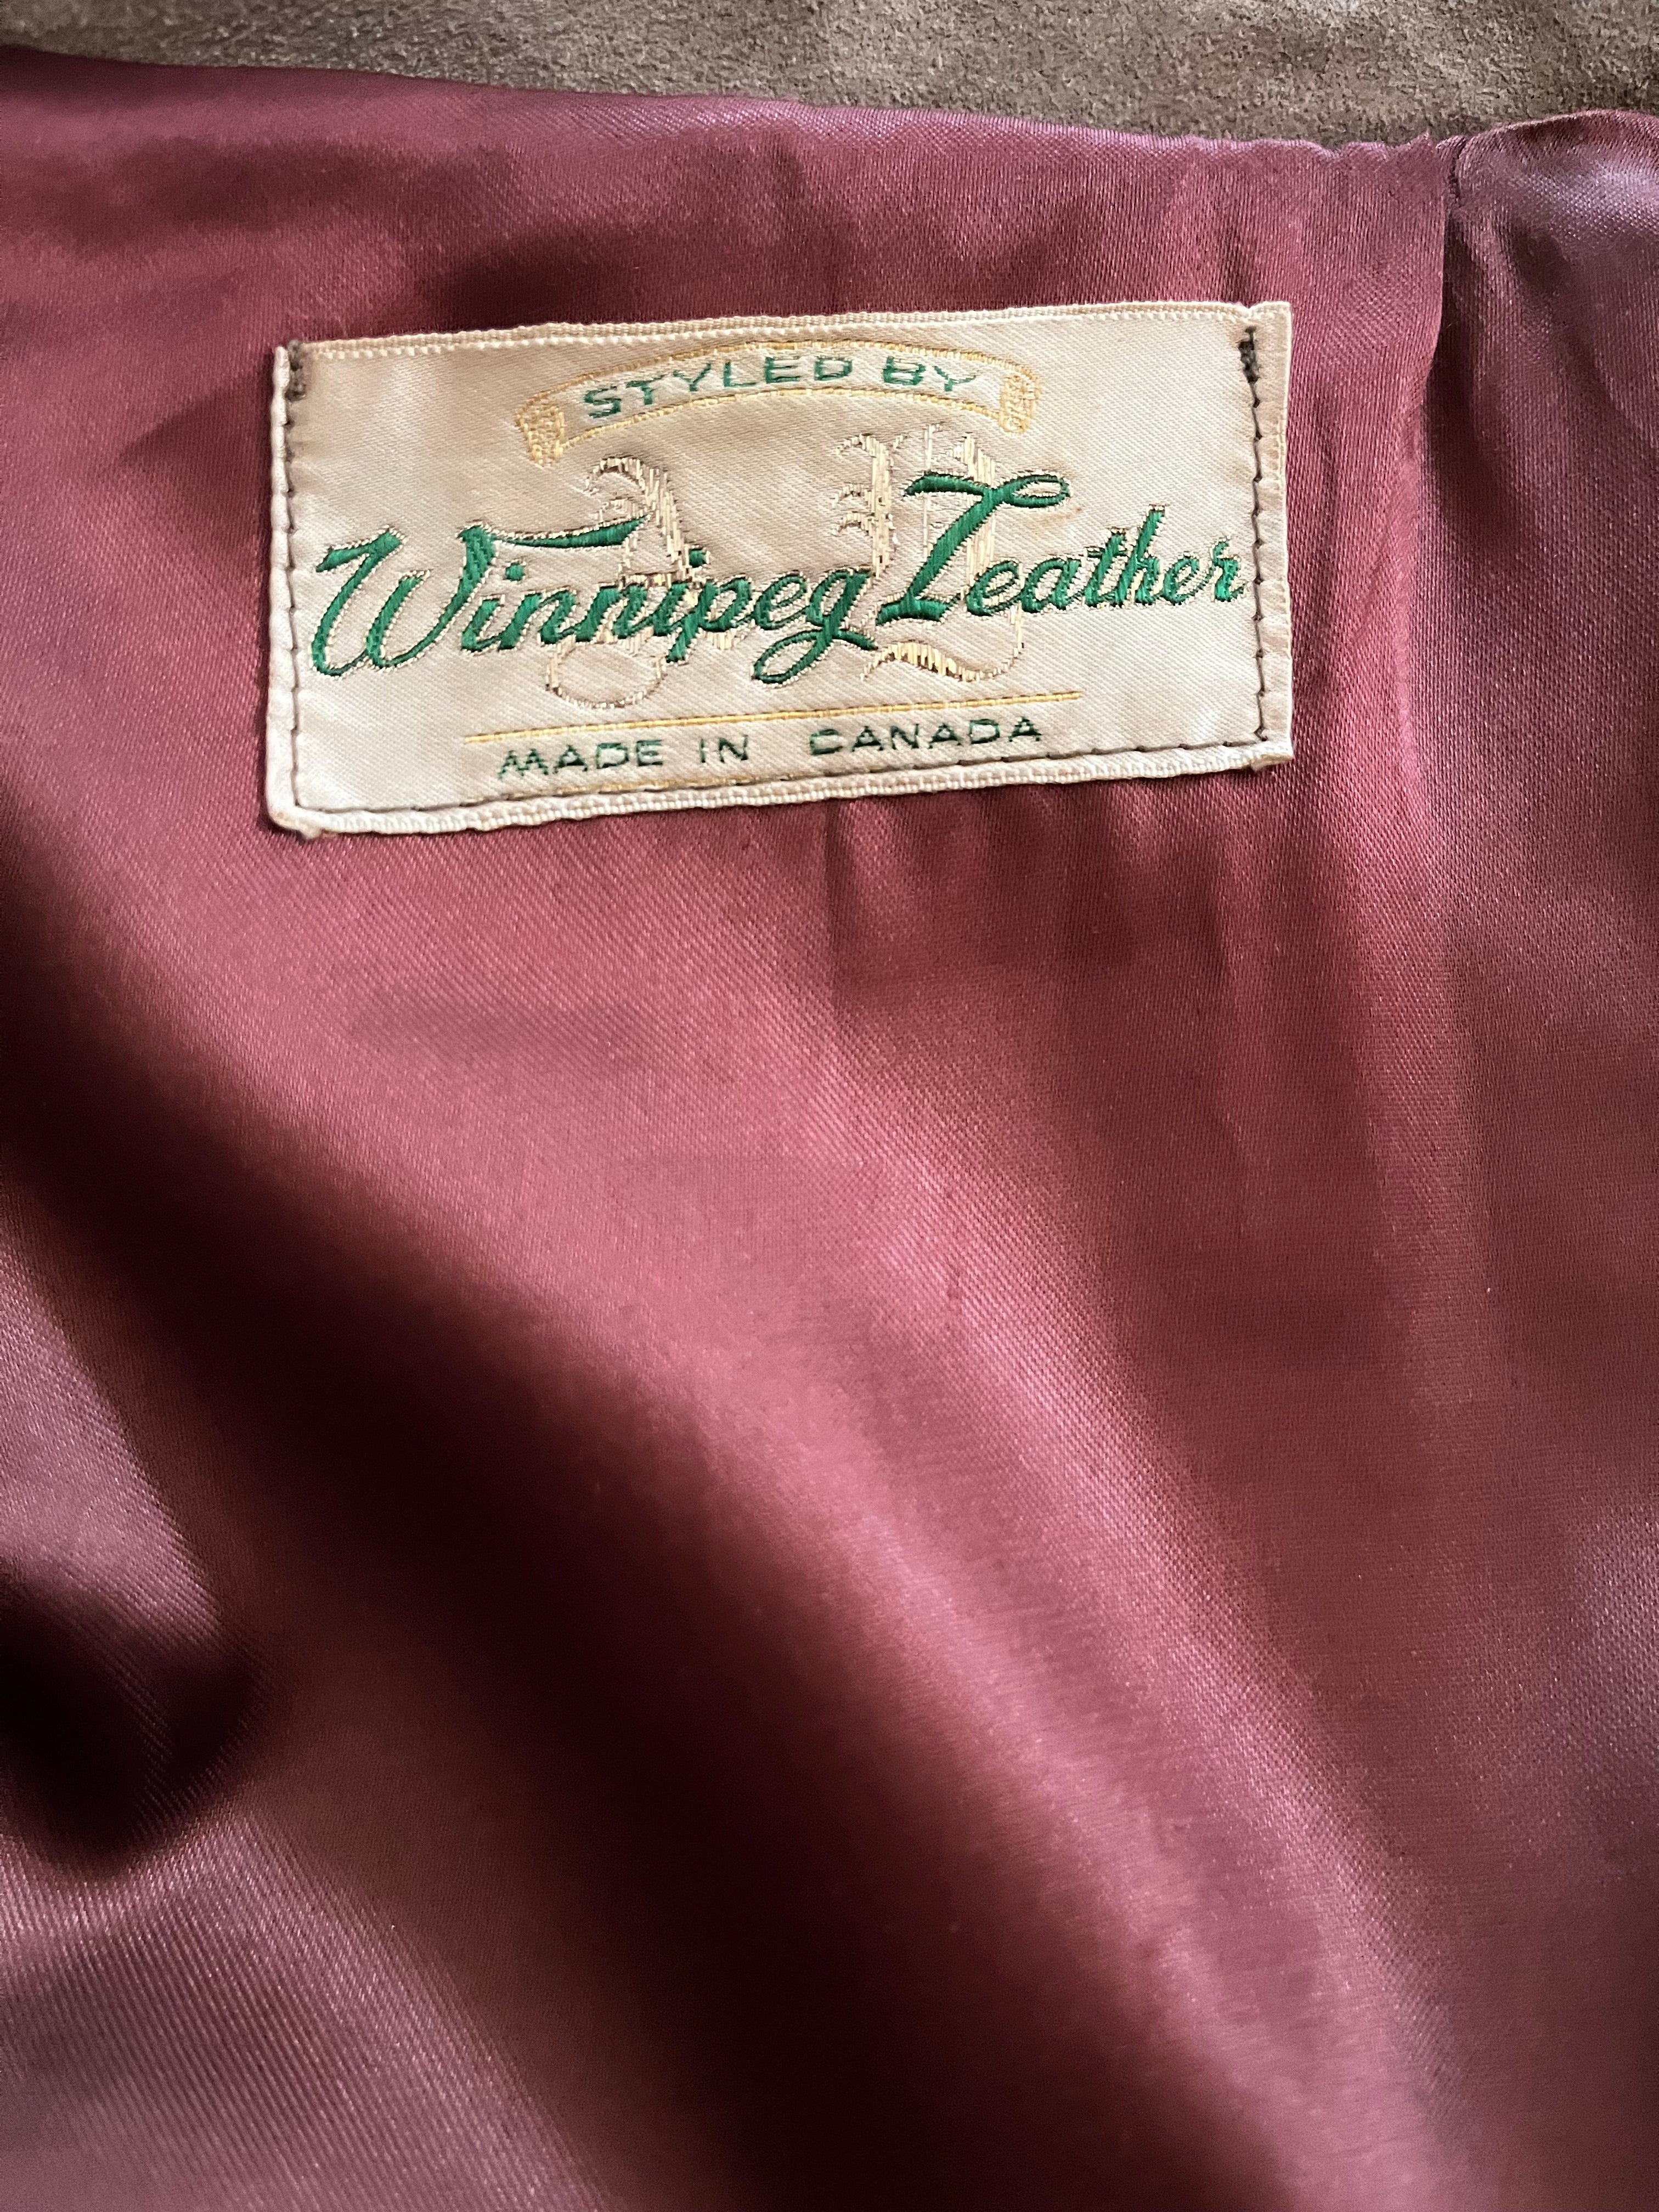 STYLED BY
Winnipeg Leather
MADE IN CANADA